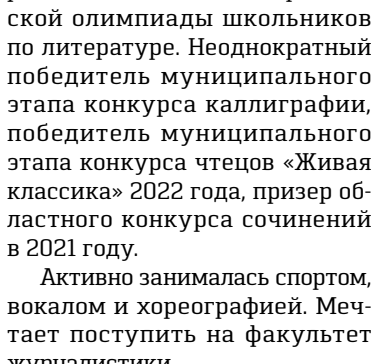 ской олимпиады школьников
по литературе. Неоднократный
победитель муниципального
этапа конкурса каллиграфии,
победитель муниципального
этапа конкурса чтецов «Живая
классика» 2022 года, призер об-
ластного конкурса сочинений
в 2021 году.
Активно занималась спортом,
вокалом и хореографией. Меч-
тает поступить на факультет
журналистики.